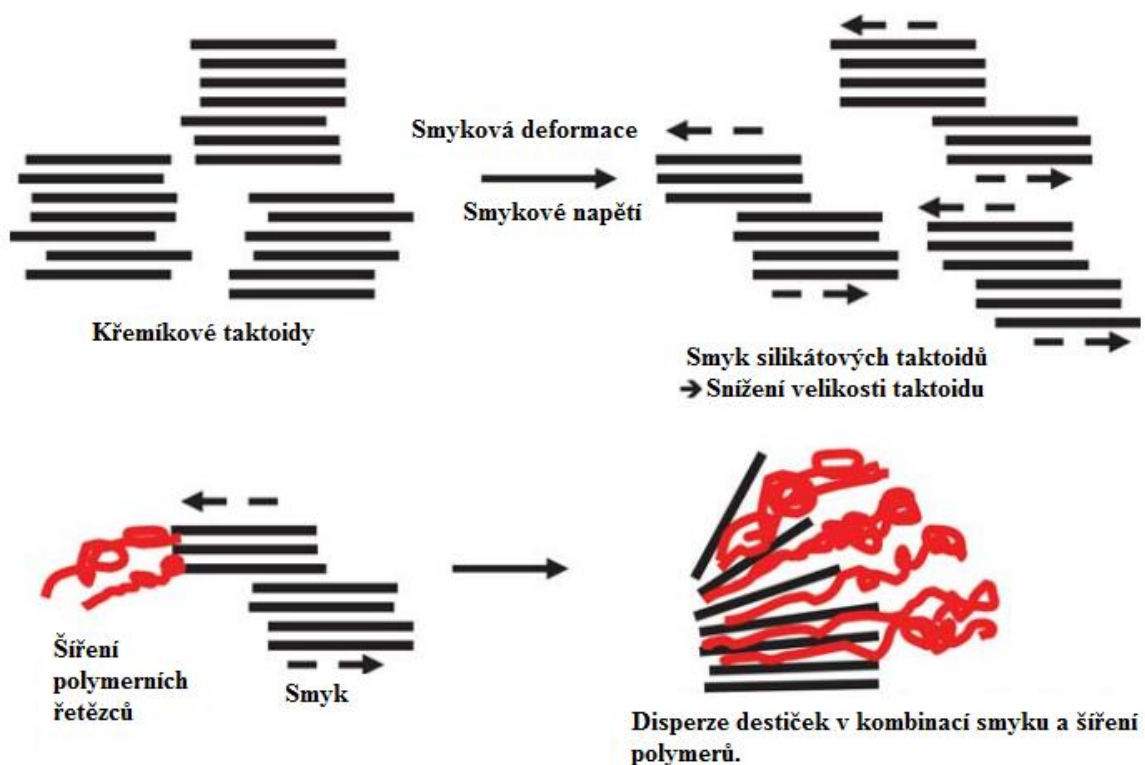 Smyková deformace
Smykové napětí
Křemíkové taktoidy
Smyk silikátových taktoidů
➔ Snížení velikosti taktoidu
Šíření
polymerních
řetězců
Smyk
Disperze destiček v kombinací smyku a šíření
polymerů.